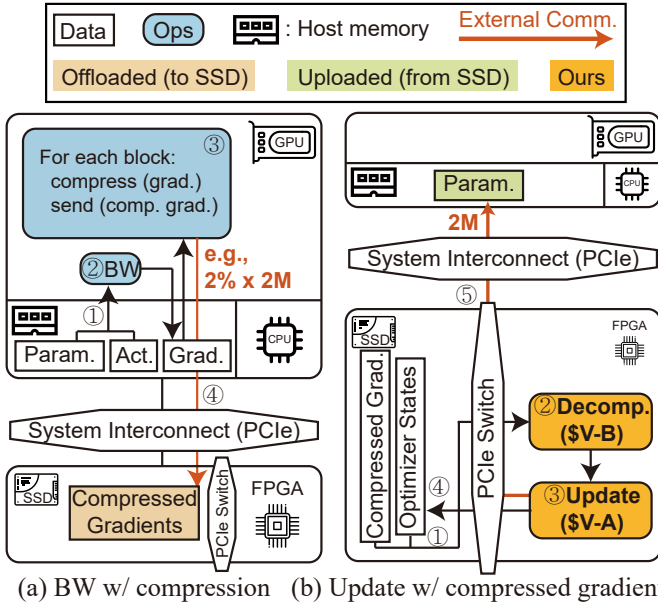 Data
Ops
: Host memory
External Comm.
Offloaded (to SSD)
Uploaded (from SSD)
Ours
③
For each block:
compress (grad.)
send (comp. grad.)
GPU
②BW
e.g.,
2% x 2M
①
Param.
Act.
Grad.
CPU
④
System Interconnect (PCIe)
SSD
Compressed
Gradients
PCIe Switch
FPGA
(a) BW w/ compression
GPU
Param.
CPU
2M
System Interconnect (PCIe)
⑤
SSD
FPGA
Compressed Grad.
Optimizer States
PCIe Switch
②Decomp.
($V-B)
④
①
③Update
($V-A)
(b) Update w/ compressed gradien